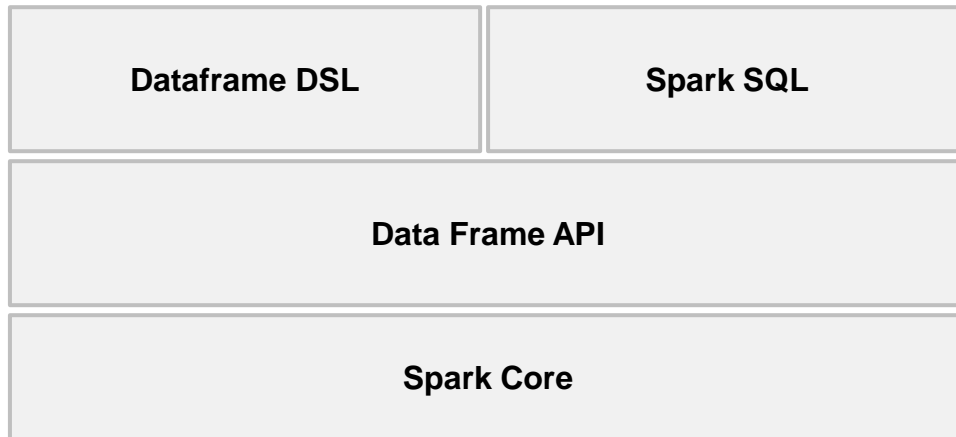 Dataframe DSL
Spark SQL
Data Frame API
Spark Core